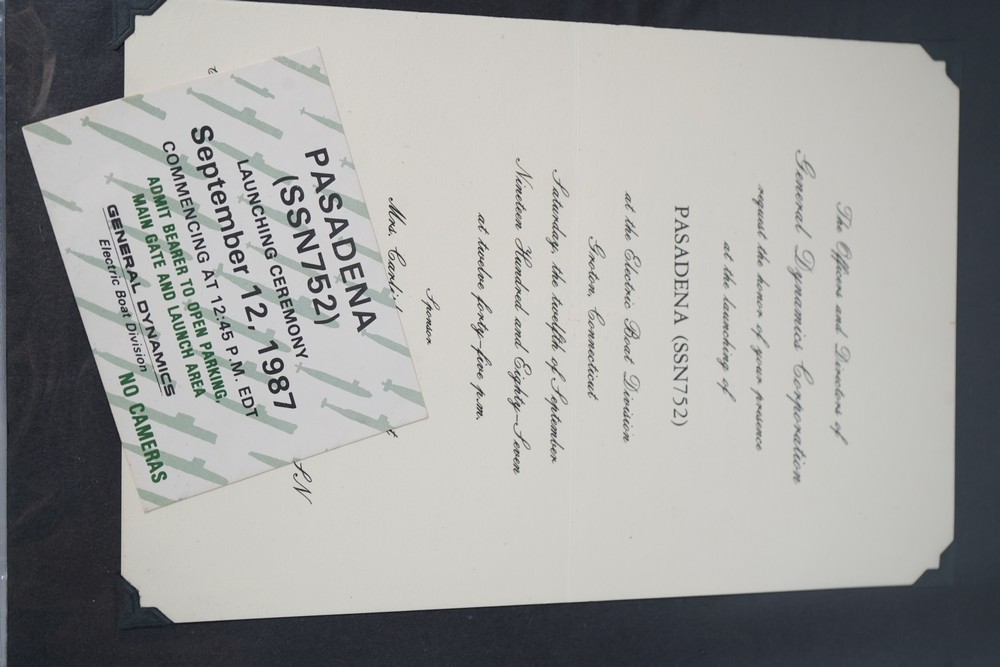 The Officers and Directors of
General Dynamics Corporation
request the honor of your presence
at the launching of
PASADENA (SSN752)
at the Electric Boat Division
Groton, Connecticut
Saturday, the twelfth of September
Nineteen Hundred and Eighty-Seven
at twelve forty-five p.m.
Sponsor
Mrs.
PASADENA
(SSN752)
LAUNCHING CEREMONY
September 12, 1987
COMMENCING AT 12:45 P.M. EDT
ADMIT BEARER TO OPEN PARKING,
MAIN GATE AND LAUNCH AREA
GENERAL DYNAMICS
Electric Boat Division
NO CAMERAS